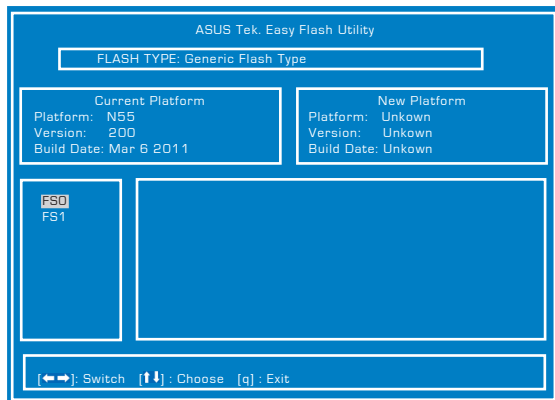 ASUS Tek. Easy Flash Utility
FLASH TYPE: Generic Flash Type
Current Platform
Platform: N55
Version: 200
Build Date: Mar 6 2011
New Platform
Platform: Unkown
Version: Unkown
Build Date: Unkown
FS0
FS1
[←→]: Switch [↑↓] : Choose [q] : Exit